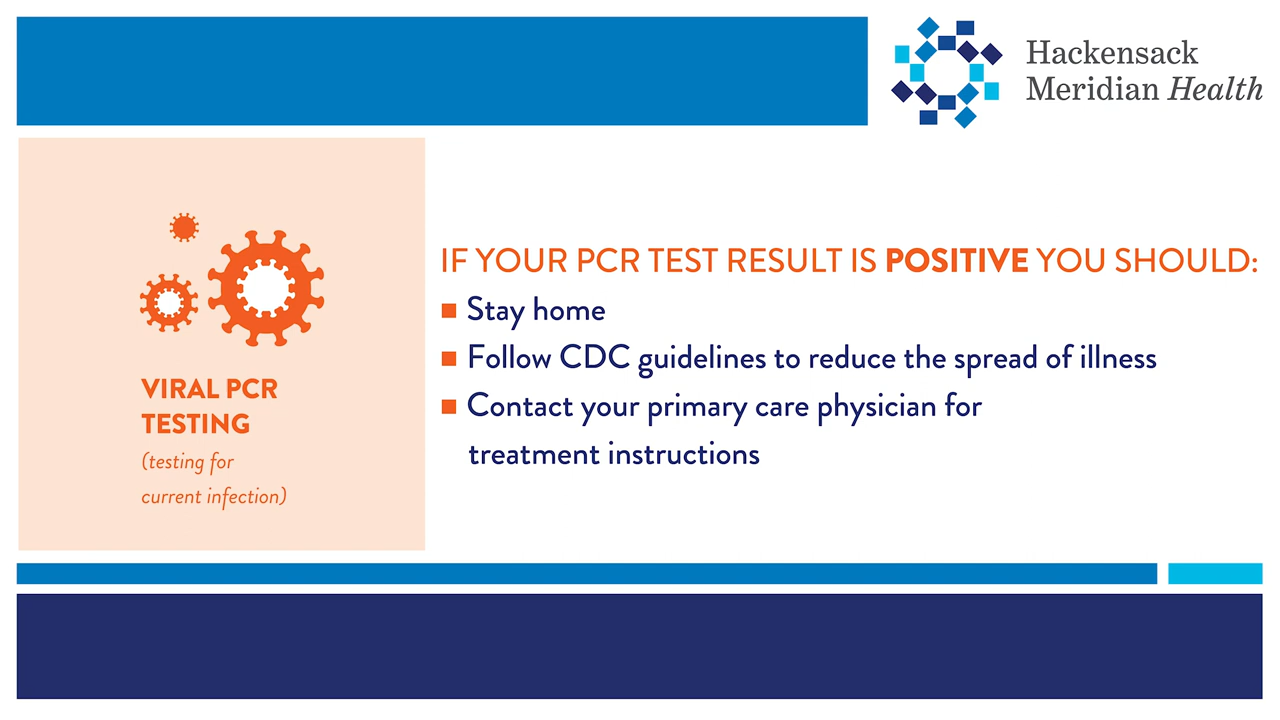 Hackensack
Meridian Health
VIRAL PCR
TESTING
(testing for
current infection)
IF YOUR PCR TEST RESULT IS POSITIVE YOU SHOULD:
Stay home
Follow CDC guidelines to reduce the spread of illness
Contact your primary care physician for
treatment instructions